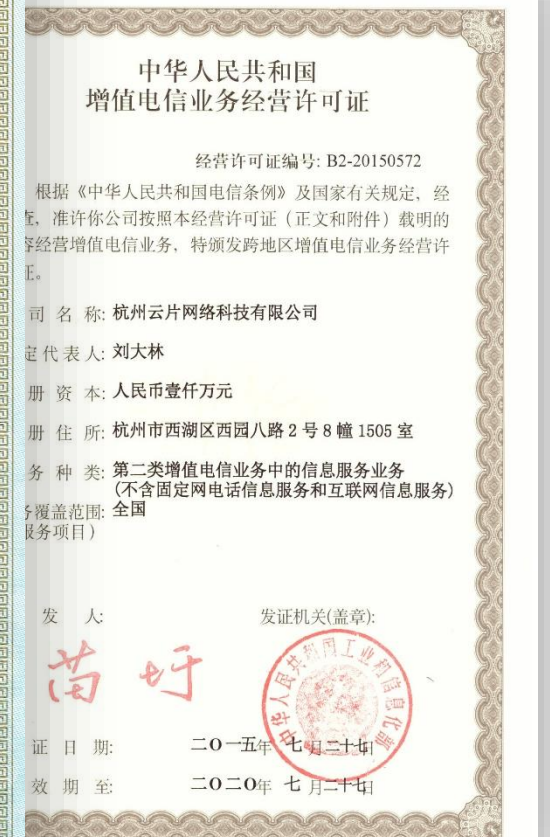 中华人民共和国
增值电信业务经营许可证
经营许可证编号: B2-20150572
根据《中华人民共和国电信条例》及国家有关规定，经
查，准许你公司按照本经营许可证（正文和附件）载明的
容经营增值电信业务，特颁发跨地区增值电信业务经营许
证。
司 名 称: 杭州云片网络科技有限公司
定代表人: 刘大林
册 资 本: 人民币壹仟万元
册 住 所: 杭州市西湖区西园八路 2 号 8 幢 1505 室
务 种 类: 第二类增值电信业务中的信息服务业务
(不含固定网电话信息服务和互联网信息服务)
务覆盖范围: 全国
服务项目）
发 人: 发证机关(盖章):
苗圩
中华人民共和国工业和信息化部
证 日 期: 二〇一五年 七月二十七日
效 期 至: 二〇二〇年 七月二十七日